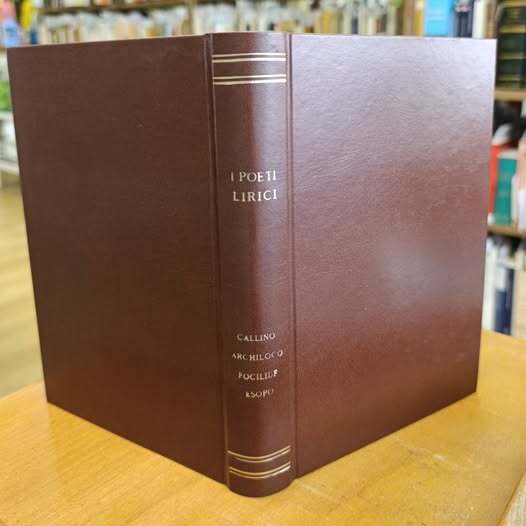 I POETI
LIRICI
CALLINO
ARCHILOCO
FOCILIDE
ESOPO